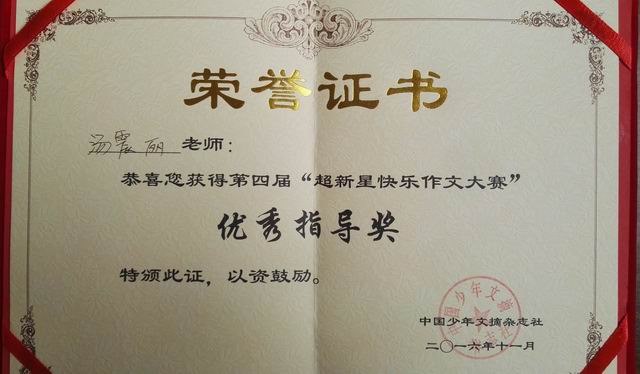 荣誉证书
汤震丽 老师：
恭喜您获得第四届“超新星快乐作文大赛”
优秀指导奖
特颁此证，以资鼓励。
中国少年文摘杂志社
二〇一六年十一月